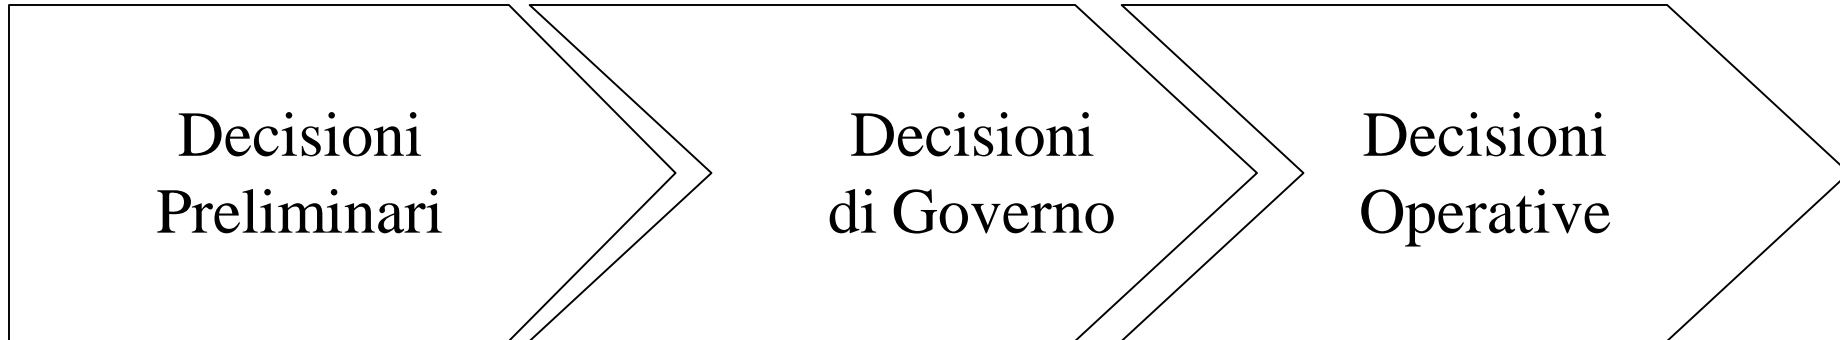 Decisioni
Preliminari
Decisioni
di Governo
Decisioni
Operative